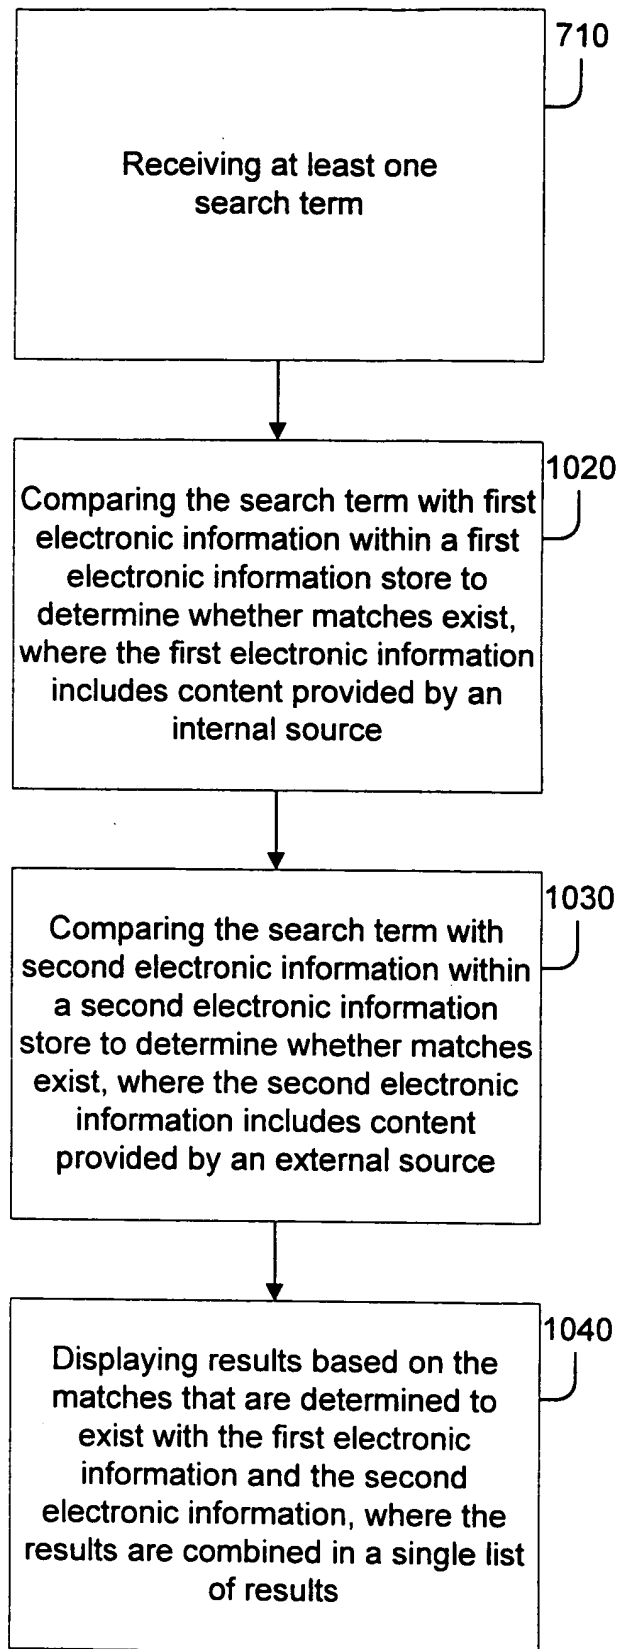 710
Receiving at least one
search term
1020
Comparing the search term with first
electronic information within a first
electronic information store to
determine whether matches exist,
where the first electronic information
includes content provided by an
internal source
1030
Comparing the search term with
second electronic information within
a second electronic information
store to determine whether matches
exist, where the second electronic
information includes content
provided by an external source
1040
Displaying results based on the
matches that are determined to
exist with the first electronic
information and the second
electronic information, where the
results are combined in a single list
of results